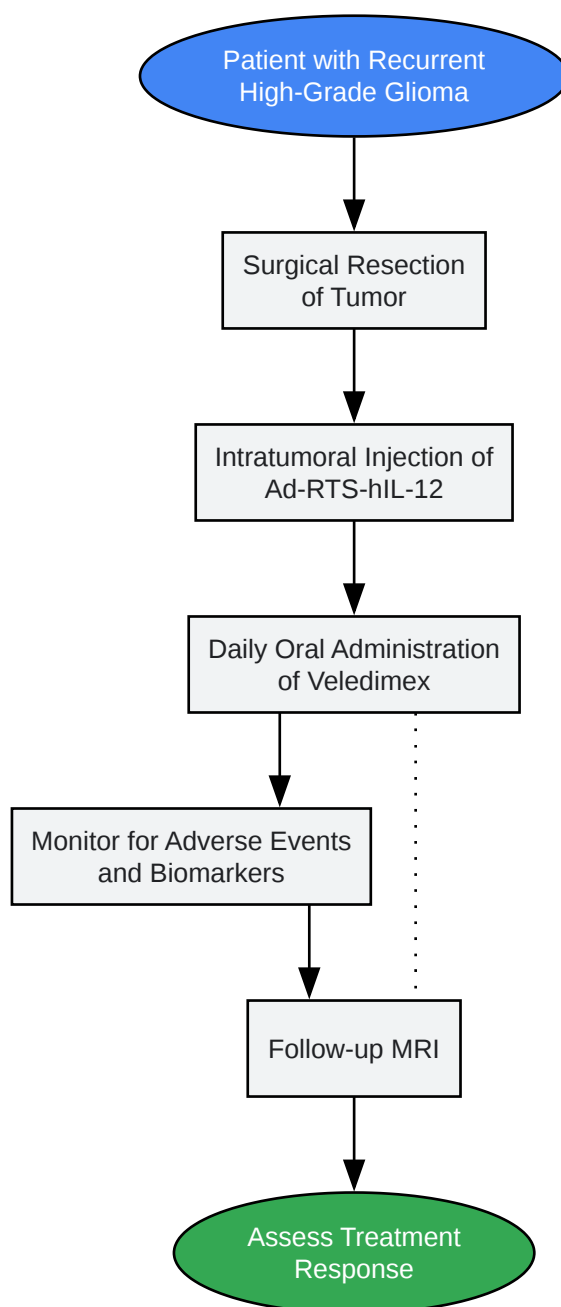 Patient with Recurrent
High-Grade Glioma
Surgical Resection
of Tumor
Intratumoral Injection of
Ad-RTS-hIL-12
Daily Oral Administration
of Veledimex
Monitor for Adverse Events
and Biomarkers
Follow-up MRI
Assess Treatment
Response